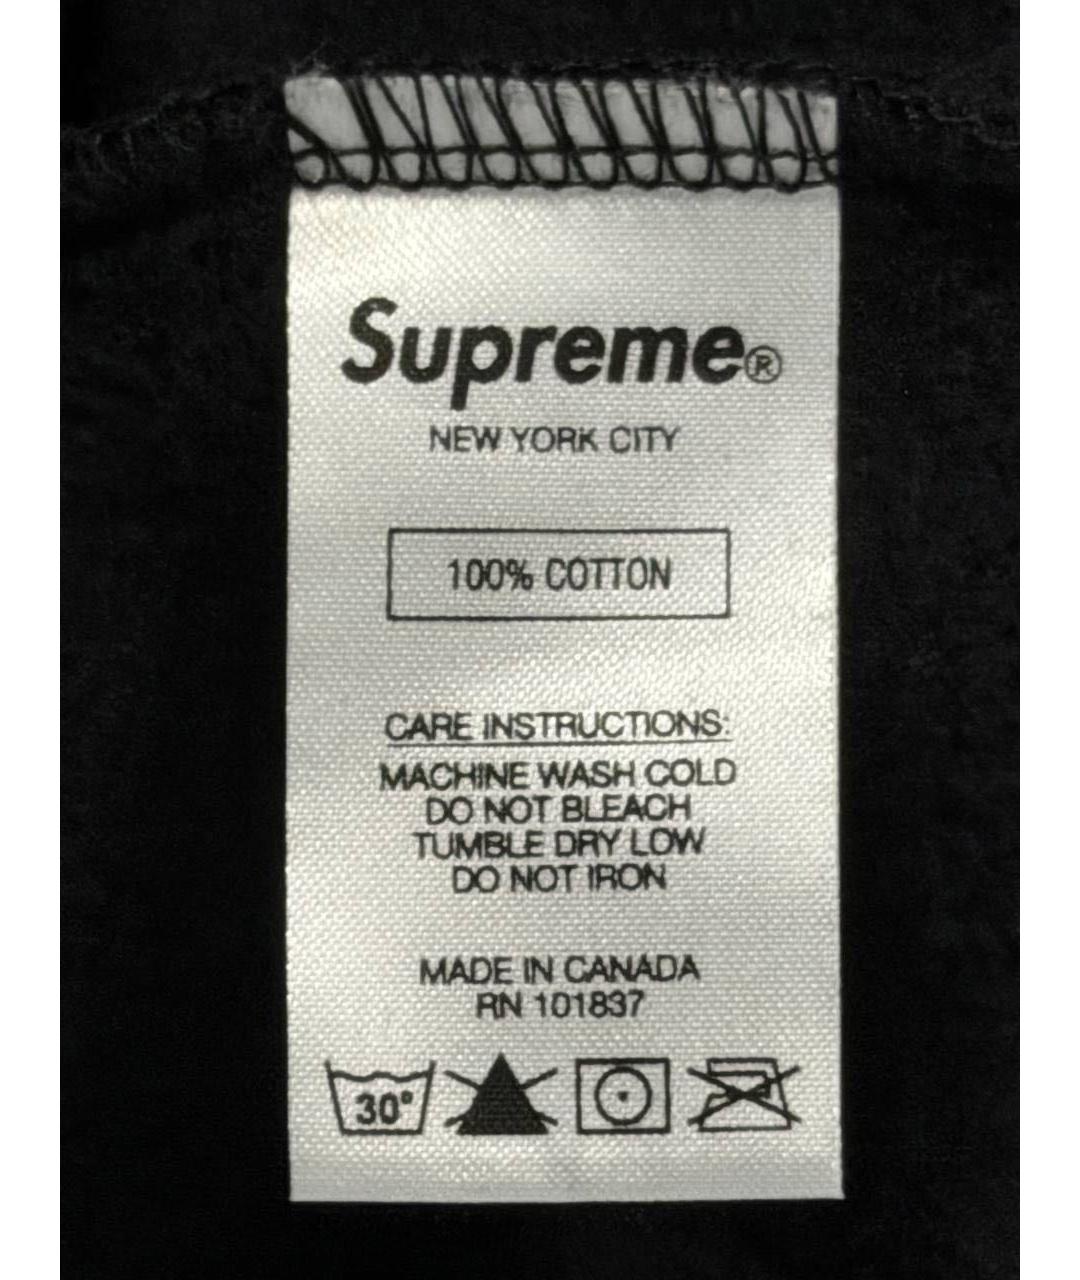 Supreme®
NEW YORK CITY
100% COTTON
CARE INSTRUCTIONS:
MACHINE WASH COLD
DO NOT BLEACH
TUMBLE DRY LOW
DO NOT IRON
MADE IN CANADA
RN 101837
30°